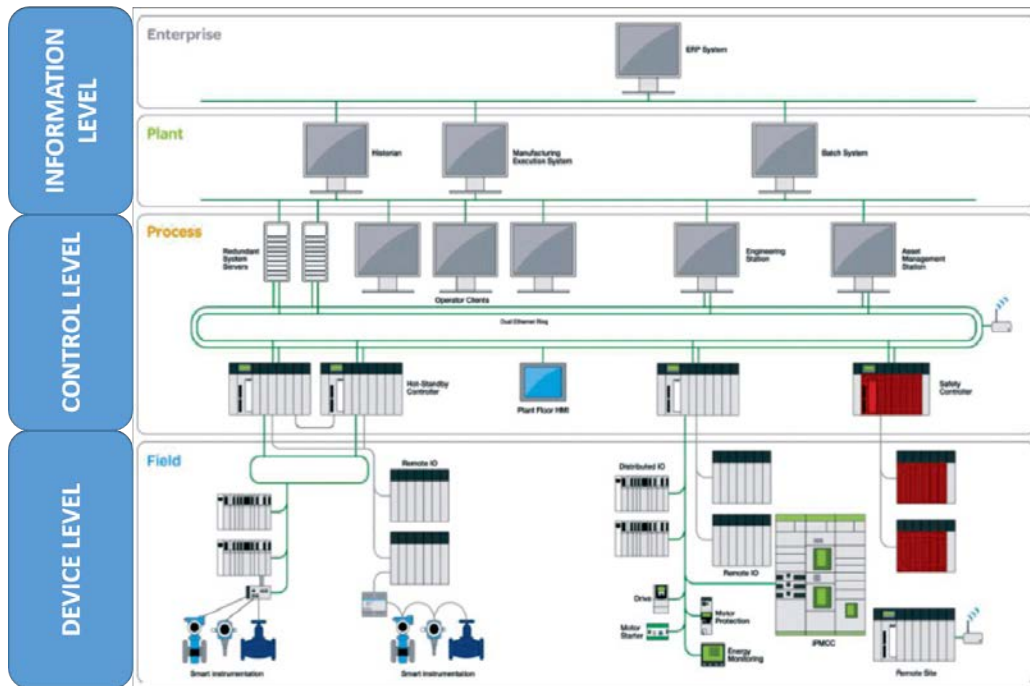 INFORMATION
LEVEL
Enterprise
ERP System
Plant
Historian
Manufacturing
Execution System
Batch System
CONTROL LEVEL
Process
Redundant
System
Servers
Operator Clients
Engineering
Station
Asset
Management
Station
Dual Ethernet Ring
Hot-Standby
Controller
Plant Floor HMI
Safety
Controller
DEVICE LEVEL
Field
Remote IO
Distributed IO
Remote IO
Drive
Motor
Protection
Motor
Starter
Energy
Monitoring
iPMCC
Smart instrumentation
Smart instrumentation
Remote Site